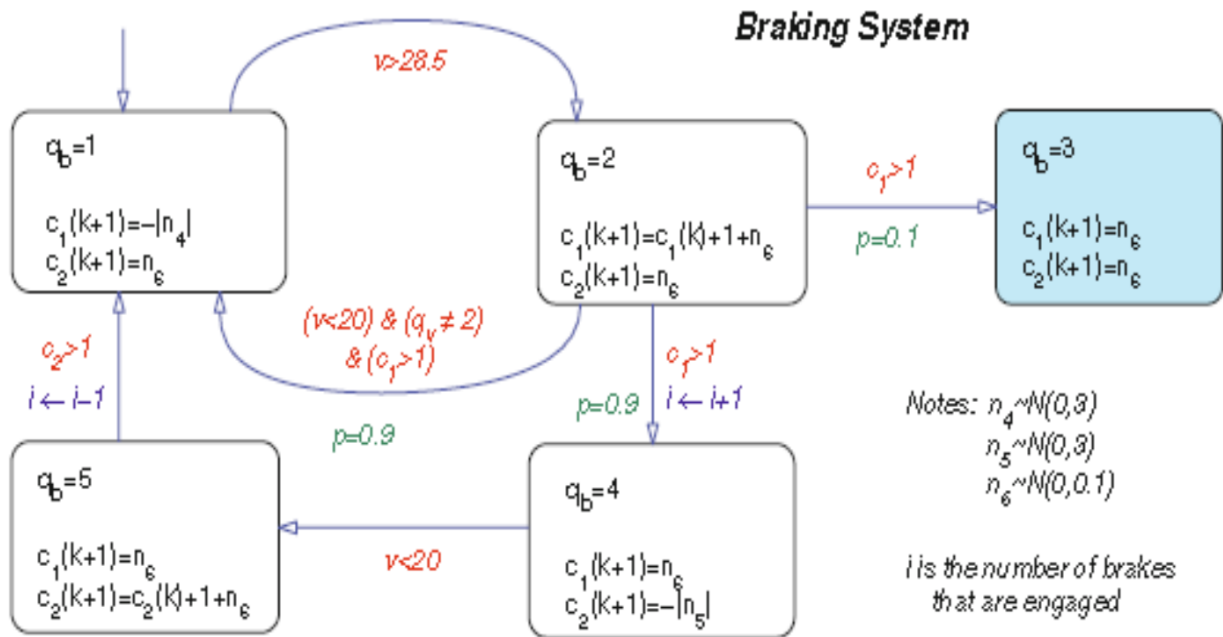 Braking System
v>28.5
q_b=1
c_1(k+1)=–|n_4|
c_2(k+1)=n_6
q_b=2
c_1(k+1)=c_1(k)+1+n_6
c_2(k+1)=n_6
c_1>1
p=0.1
q_b=3
c_1(k+1)=n_6
c_2(k+1)=n_6
(v<20) & (q_v ≠ 2)
& (c_1>1)
p=0.9
c_2>1
i ← i–1
c_1>1
p=0.9
i ← i+1
q_b=5
c_1(k+1)=n_6
c_2(k+1)=c_2(k)+1+n_6
v<20
q_b=4
c_1(k+1)=n_6
c_2(k+1)=–|n_5|
Notes: n_4~N(0,3)
n_5~N(0,3)
n_6~N(0,0.1)
i is the number of brakes
that are engaged